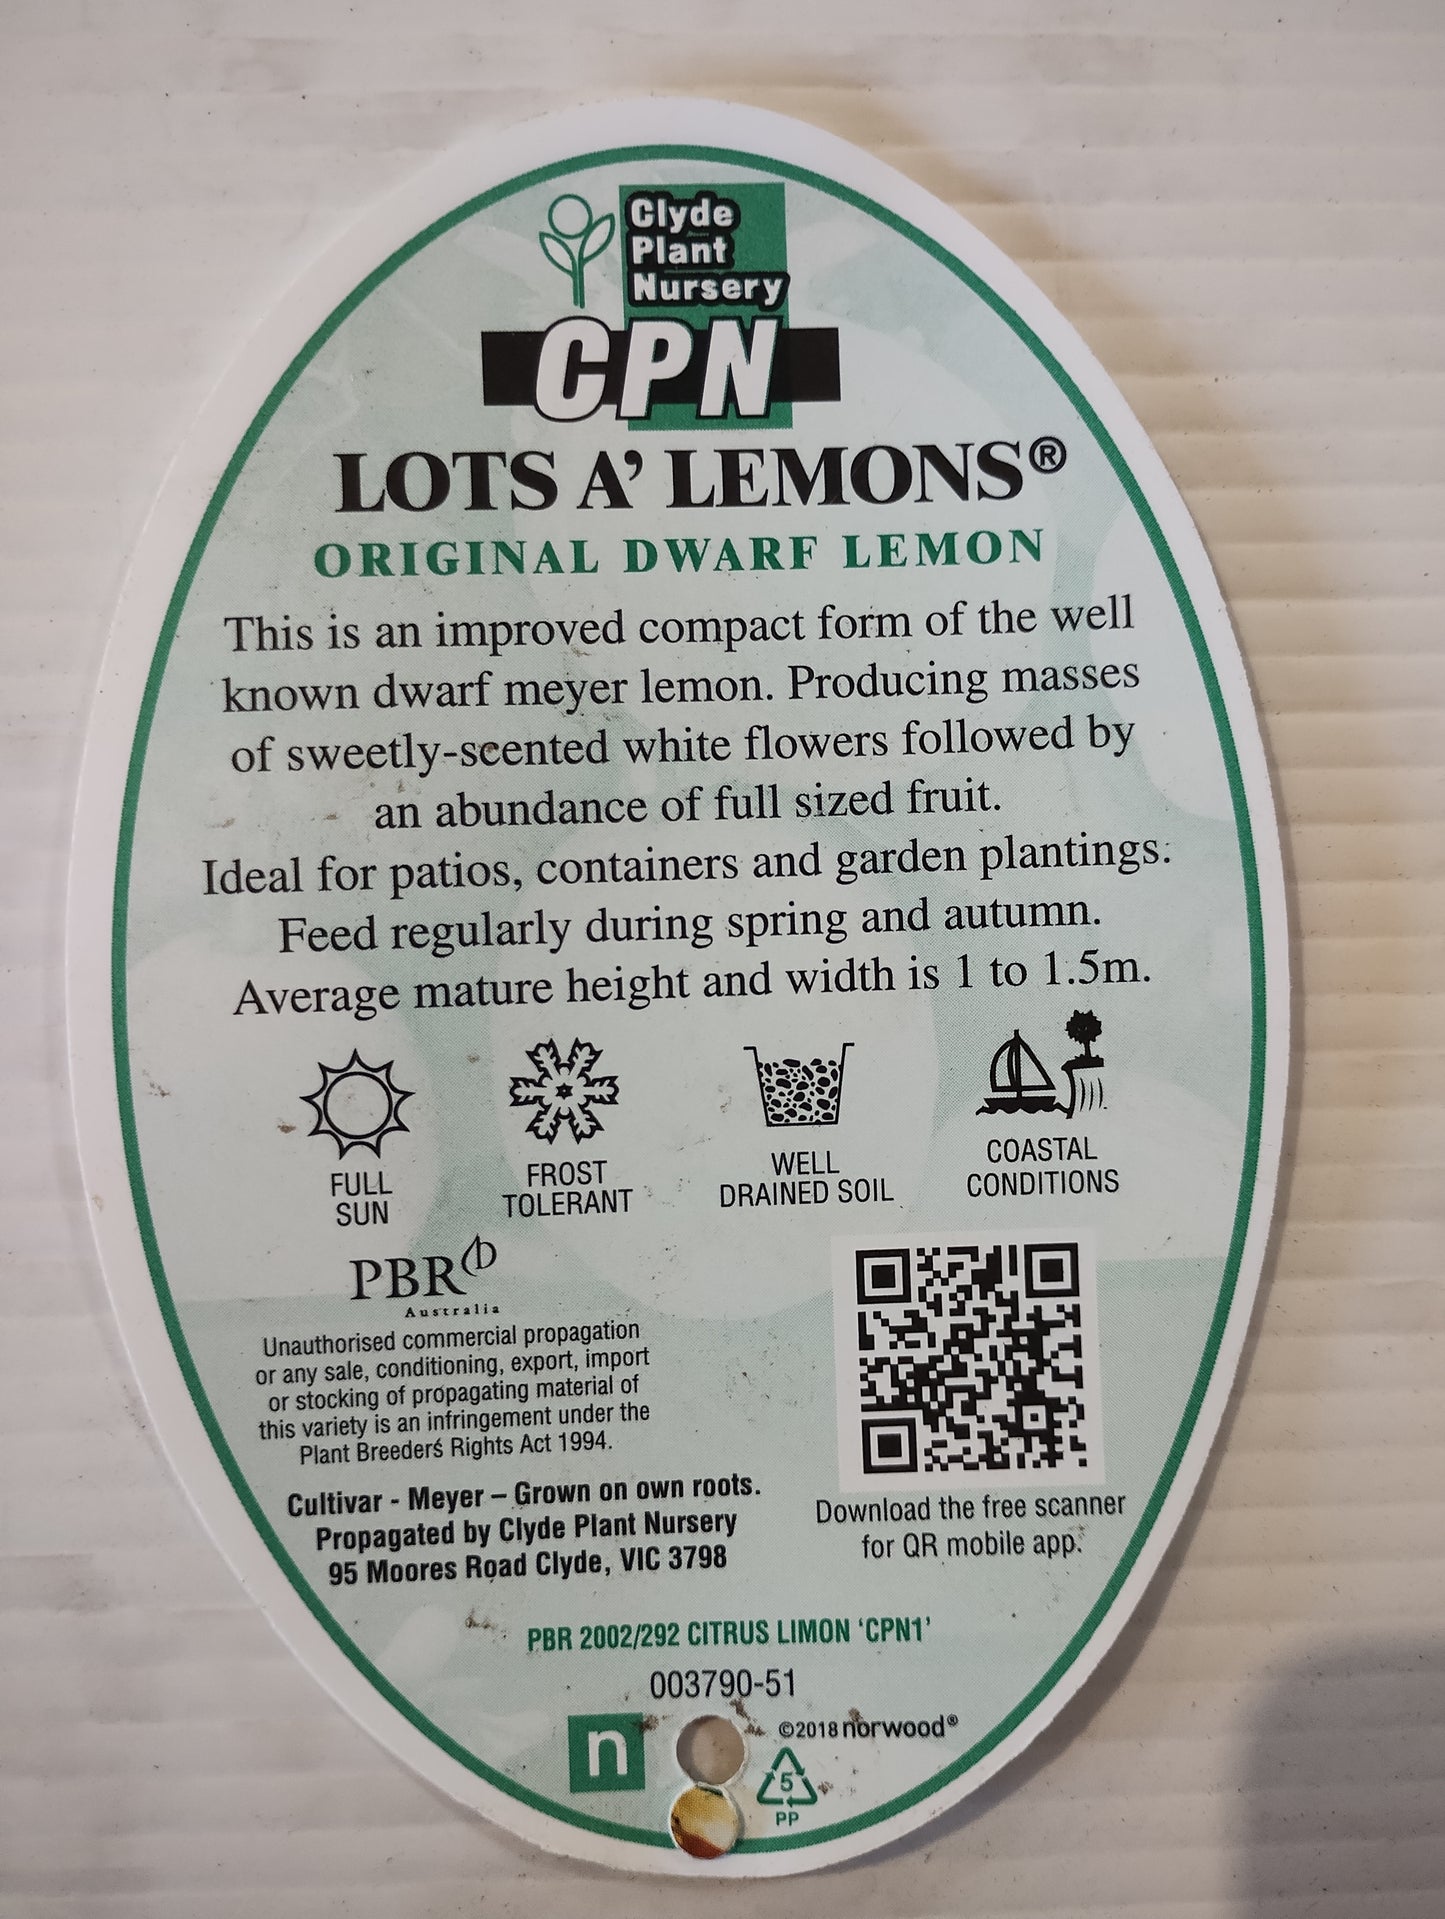 Clyde
Plant
Nursery
CPN
LOTS A’ LEMONS®
ORIGINAL DWARF LEMON
This is an improved compact form of the well
known dwarf meyer lemon. Producing masses
of sweetly-scented white flowers followed by
an abundance of full sized fruit.
Ideal for patios, containers and garden plantings.
Feed regularly during spring and autumn.
Average mature height and width is 1 to 1.5m.
FULL
SUN
FROST
TOLERANT
WELL
DRAINED SOIL
COASTAL
CONDITIONS
PBR
Australia
Unauthorised commercial propagation
or any sale, conditioning, export, import
or stocking of propagating material of
this variety is an infringement under the
Plant Breeder's Rights Act 1994.
Cultivar - Meyer – Grown on own roots.
Propagated by Clyde Plant Nursery
95 Moores Road Clyde, VIC 3798
Download the free scanner
for QR mobile app.
PBR 2002/292 CITRUS LIMON ‘CPN1’
003790-51
n
©2018 norwood®
5
PP